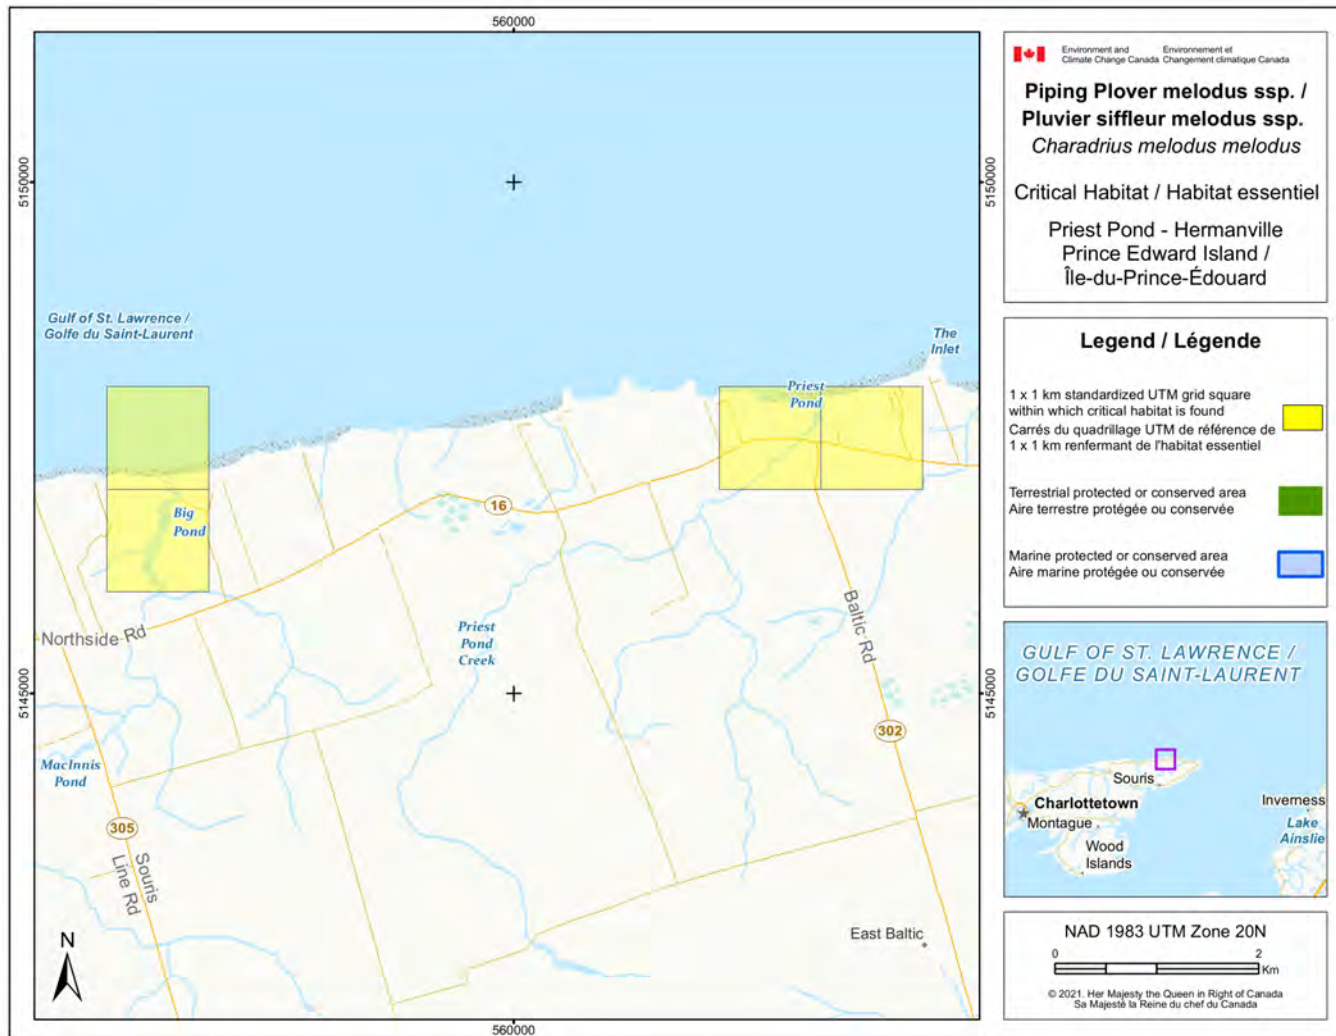 560000
5150000
5150000
Gulf of St. Lawrence /
Golfe du Saint-Laurent
The
Inlet
Priest
Pond
16
Big
Pond
Northside Rd
Priest
Pond
Creek
Baltic Rd
5145000
5145000
302
MacInnis
Pond
305
Souris
Line Rd
East Baltic
N
560000
Environment and
Climate Change Canada
Environnement et
Changement climatique Canada
Piping Plover melodus ssp. /
Pluvier siffleur melodus ssp.
Charadrius melodus melodus
Critical Habitat / Habitat essentiel
Priest Pond - Hermanville
Prince Edward Island /
Île-du-Prince-Édouard
Legend / Légende
1 x 1 km standardized UTM grid square
within which critical habitat is found
Carrés du quadrillage UTM de référence de
1 x 1 km renfermant de l'habitat essentiel
Terrestrial protected or conserved area
Aire terrestre protégée ou conservée
Marine protected or conserved area
Aire marine protégée ou conservée
GULF OF ST. LAWRENCE /
GOLFE DU SAINT-LAURENT
Souris
Charlottetown
Montague
Inverness
Lake
Ainslie
Wood
Islands
NAD 1983 UTM Zone 20N
0 2
Km
© 2021. Her Majesty the Queen in Right of Canada
Sa Majesté la Reine du chef du Canada